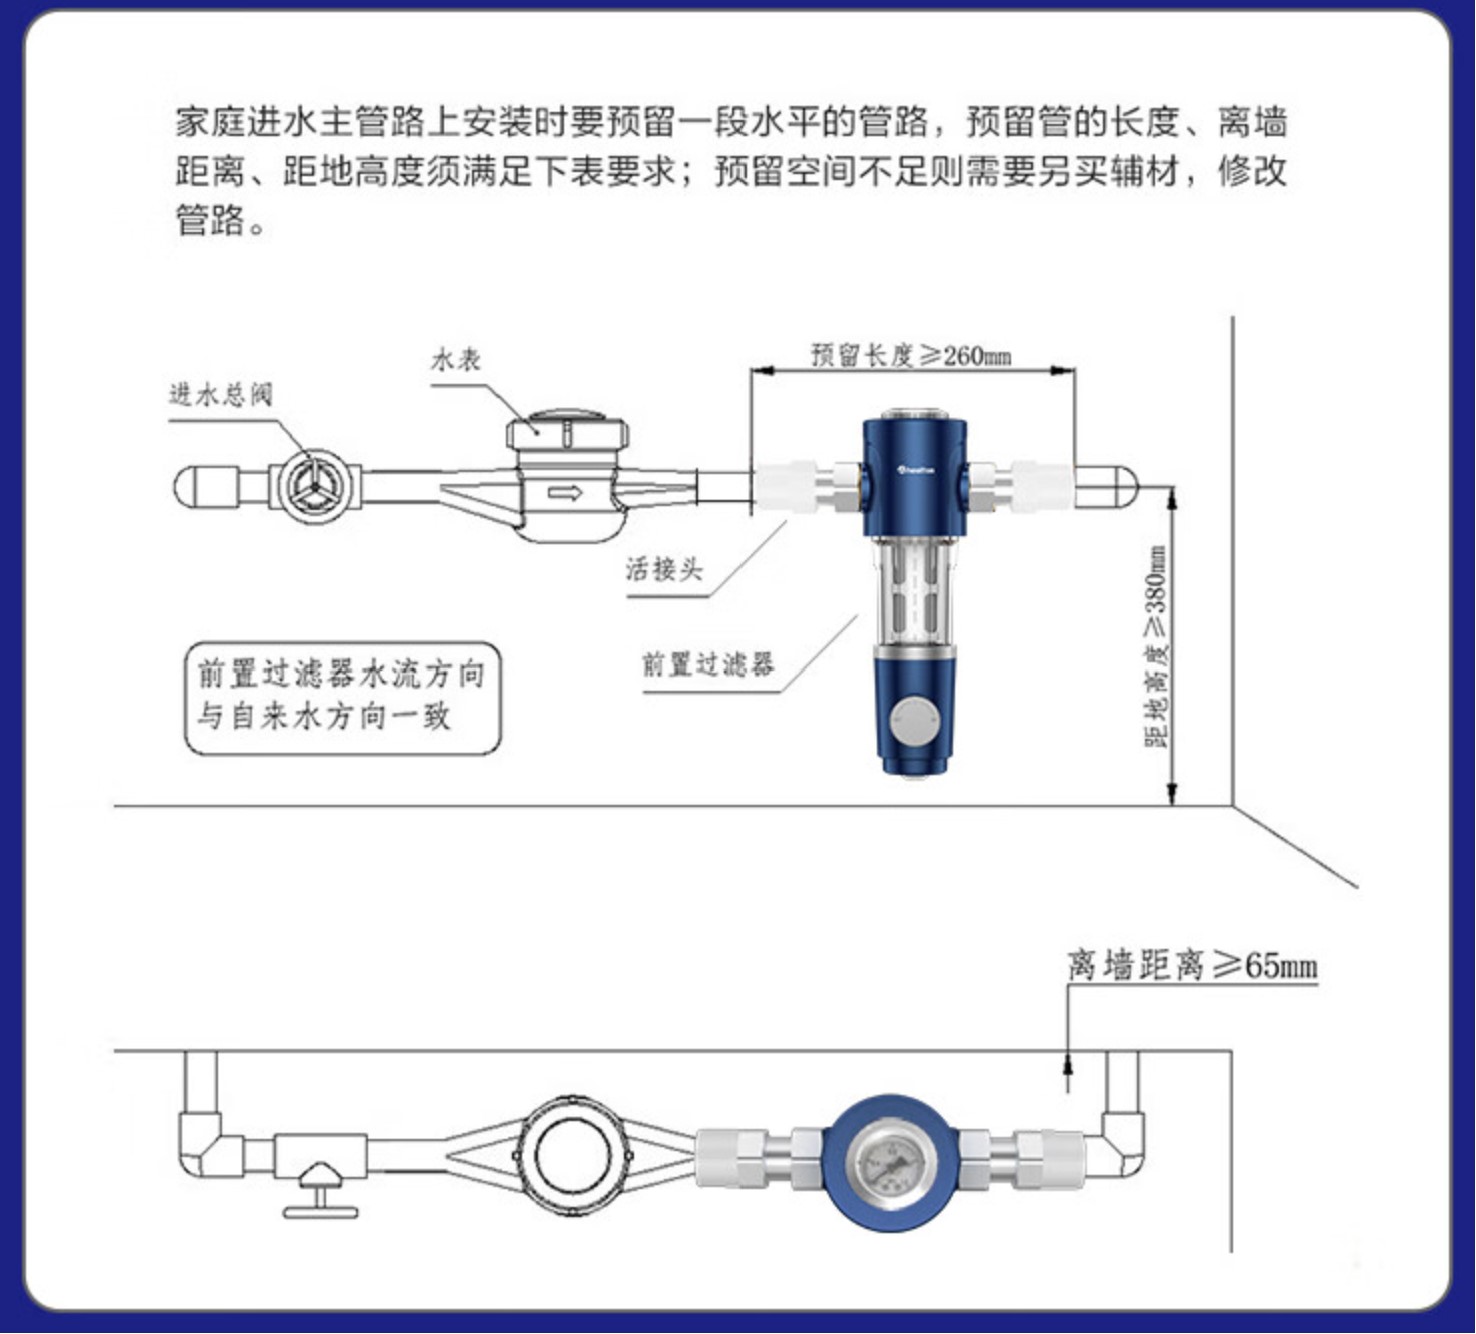 家庭进水主管路上安装时要预留一段水平的管路，预留管的长度、离墙
距离、距地高度须满足下表要求；预留空间不足则需要另买辅材，修改
管路。
水表
预留长度≥260mm
进水总阀
活接头
前置过滤器
距地高度≥380mm
前置过滤器水流方向
与自来水方向一致
离墙距离≥65mm